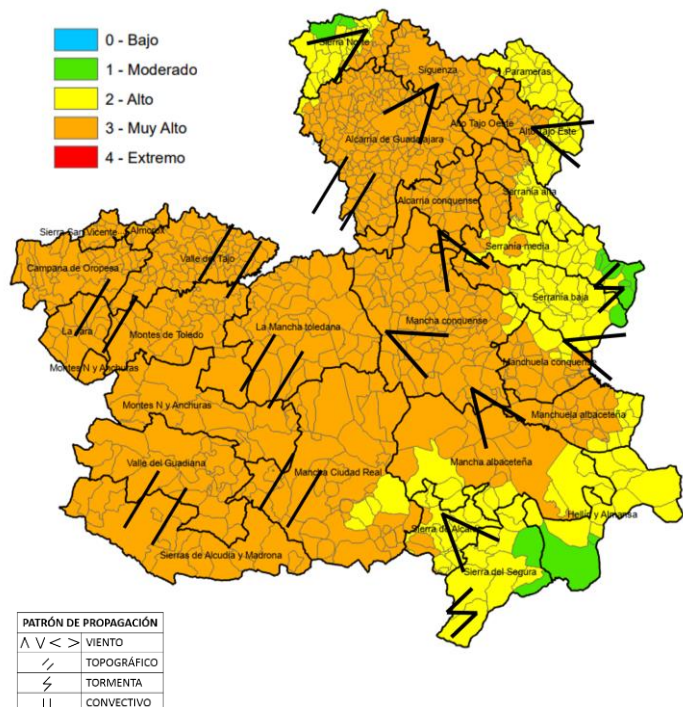 0 - Bajo
1 - Moderado
2 - Alto
3 - Muy Alto
4 - Extremo
Sierra Norte
Sigüenza
Parameras
Alto Tajo Oeste
Alto Tajo Este
Alcarria de Guadalajara
Alcarria conquense
Serranía alta
Sierra San Vicente
Almorox
Campana de Oropesa
Valle del Tajo
Serranía media
Serranía baja
La Jara
Montes de Toledo
La Mancha toledana
Mancha conquense
Montes N y Anchuras
Manchuela conquense
Montes N y Anchuras
Manchuela albaceteña
Valle del Guadiana
Mancha Ciudad Real
Mancha albaceteña
Hellín y Almansa
Sierra de Alcaraz
Sierras de Alcudia y Madrona
Sierra del Segura
PATRÓN DE PROPAGACIÓN
VIENTO
TOPOGRÁFICO
TORMENTA
CONVECTIVO